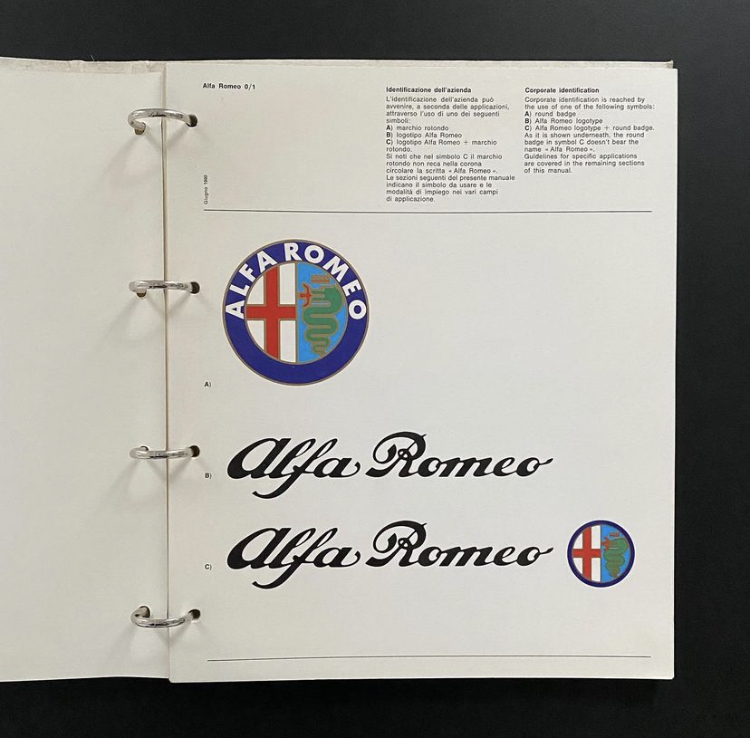 Alfa Romeo 0/1
Identificazione dell'azienda
L'identificazione dell'azienda può
avvenire, a seconda delle applicazioni,
attraverso l'uso di uno dei seguenti
simboli:
A) marchio rotondo
B) logotipo Alfa Romeo
C) logotipo Alfa Romeo + marchio
rotondo.
Si noti che nel simbolo C il marchio
rotondo non reca nella corona
circolare la scritta « Alfa Romeo ».
Le sezioni seguenti del presente manuale
indicano il simbolo da usare e le
modalità di impiego nei vari campi
di applicazione.
Corporate identification
Corporate identification is reached by
the use of one of the following symbols:
A) round badge
B) Alfa Romeo logotype
C) Alfa Romeo logotype + round badge.
As it is shown underneath, the round
badge in symbol C doesn't bear the
name « Alfa Romeo ».
Guidelines for specific applications
are covered in the remaining sections
of this manual.
Giugno 1980
ALFA ROMEO
A)
Alfa Romeo
B)
Alfa Romeo
C)